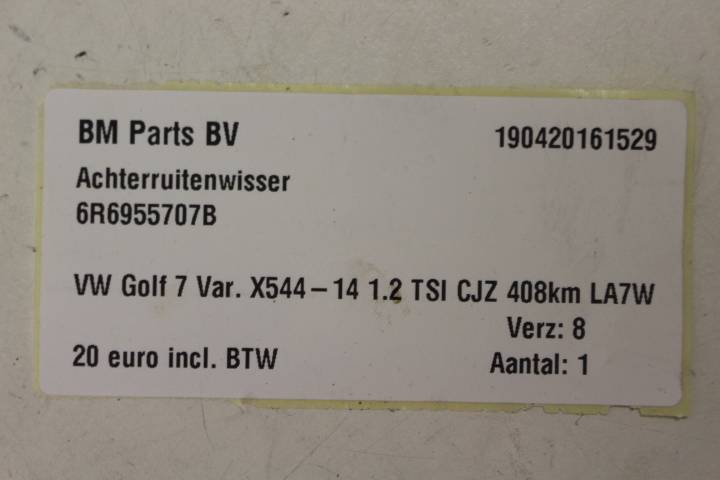 BM Parts BV 190420161529
Achterruitenwisser
6R6955707B
VW Golf 7 Var. X544-14 1.2 TSI CJZ 408km LA7W
Verz: 8
20 euro incl. BTW Aantal: 1